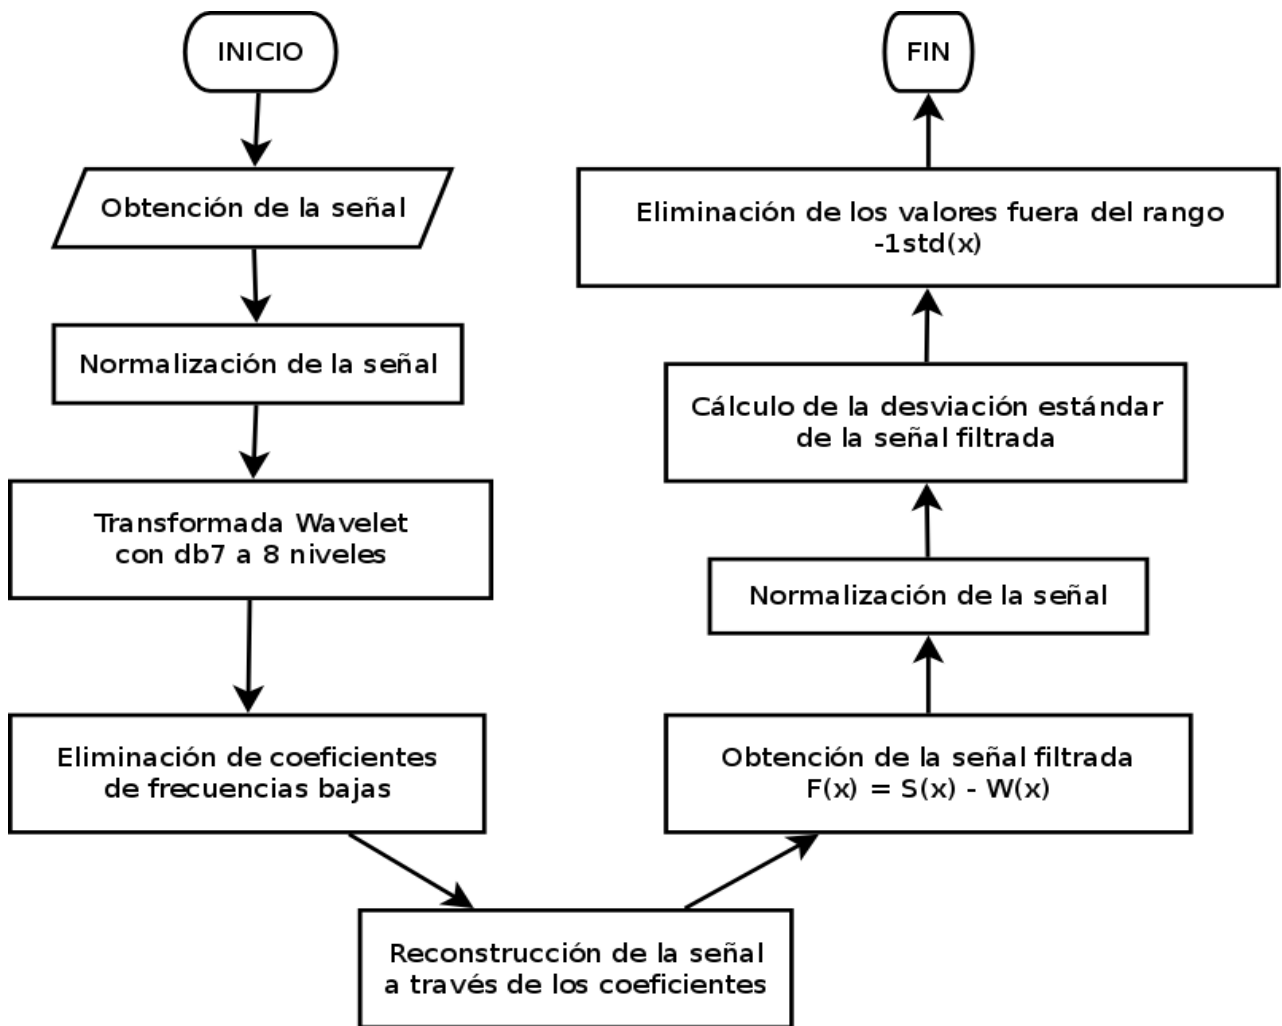 INICIO
Obtención de la señal
Normalización de la señal
Transformada Wavelet
con db7 a 8 niveles
Eliminación de coeficientes
de frecuencias bajas
Reconstrucción de la señal
a través de los coeficientes
Obtención de la señal filtrada
F(x) = S(x) - W(x)
Normalización de la señal
Cálculo de la desviación estándar
de la señal filtrada
Eliminación de los valores fuera del rango
-1std(x)
FIN